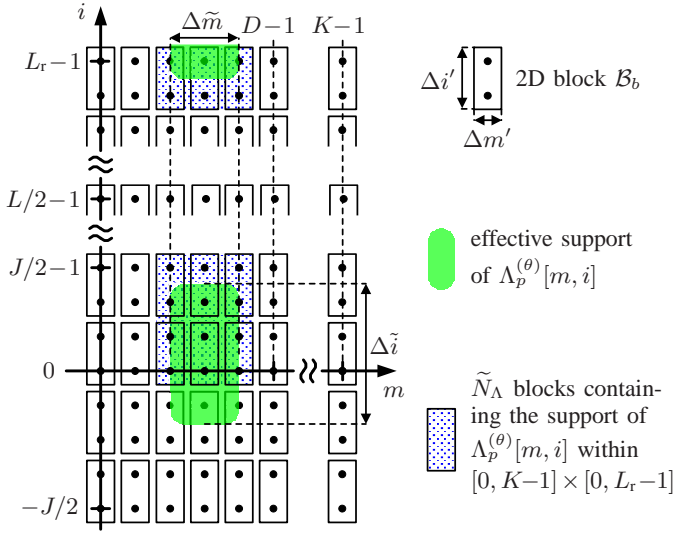 i
Δm̃
D−1
K−1
L_r−1
Δi′
2D block 𝓑_b
Δm′
L/2−1
effective support
of Λ_p^(θ)[m, i]
J/2−1
Δĩ
0
m
Ñ_Λ blocks contain-
ing the support of
Λ_p^(θ)[m, i] within
[0, K−1]×[0, L_r−1]
−J/2